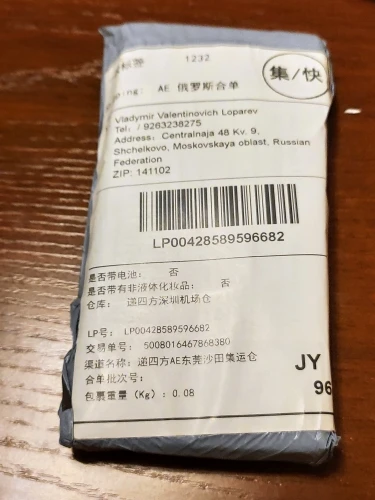 标签 1232
集/快
ing: AE 俄罗斯合单
Vladymir Valentinovich Loparev
Tel: / 9263238275
Address: Centralnaja 48 Kv. 9,
Shchelkovo, Moskovskaya oblast, Russian
Federation
ZIP: 141102
LP00428589596682
是否带电池: 否
是否带有非液体化妆品: 否
仓库: 递四方深圳机场仓
LP号: LP00428589596682
交易单号: 5008016467868380
渠道名称: 递四方AE东莞沙田集运仓
JY
合单批次号:
96
包裹重量(Kg): 0.08